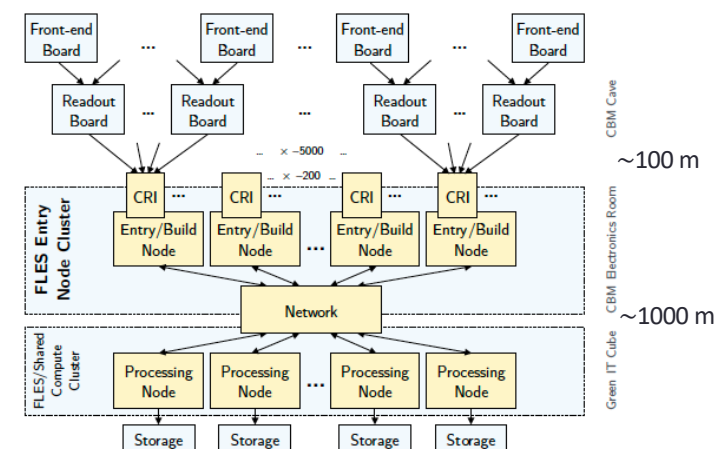 Front-end Board
...
Front-end Board
...
Front-end Board
...
Front-end Board
Readout Board
...
Readout Board
...
Readout Board
...
Readout Board
CBM Cave
... × ~5000 ...
~100 m
... × ~200 ...
CRI ...
CRI
CRI
CRI ...
FLES Entry Node Cluster
Entry/Build Node
Entry/Build Node
...
Entry/Build Node
Entry/Build Node
CBM Electronics Room
Network
~1000 m
FLES/Shared Compute Cluster
Processing Node
Processing Node
...
Processing Node
Processing Node
Green IT Cube
Storage
Storage
Storage
Storage